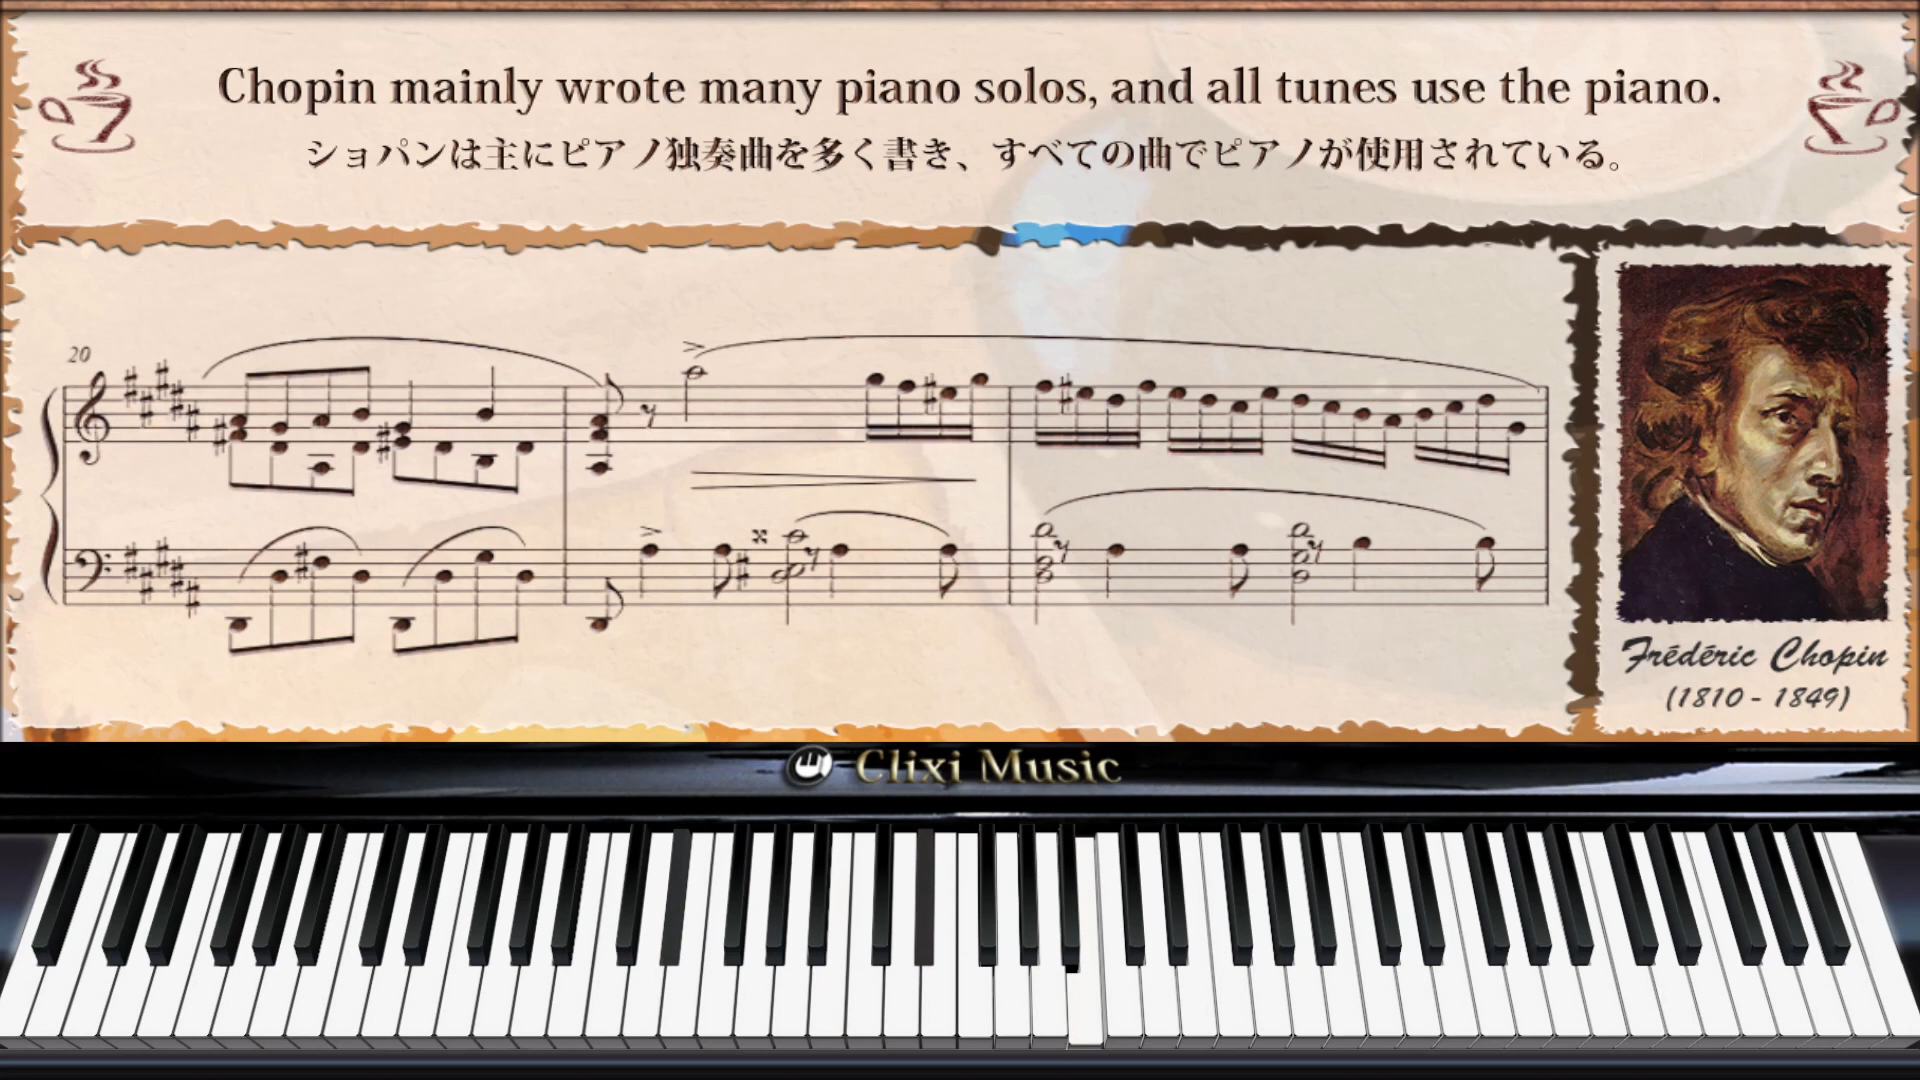 Chopin mainly wrote many piano solos, and all tunes use the piano.
ショパンは主にピアノ独奏曲を多く書き、すべての曲でピアノが使用されている。
20
Frédéric Chopin
(1810 - 1849)
Clixi Music